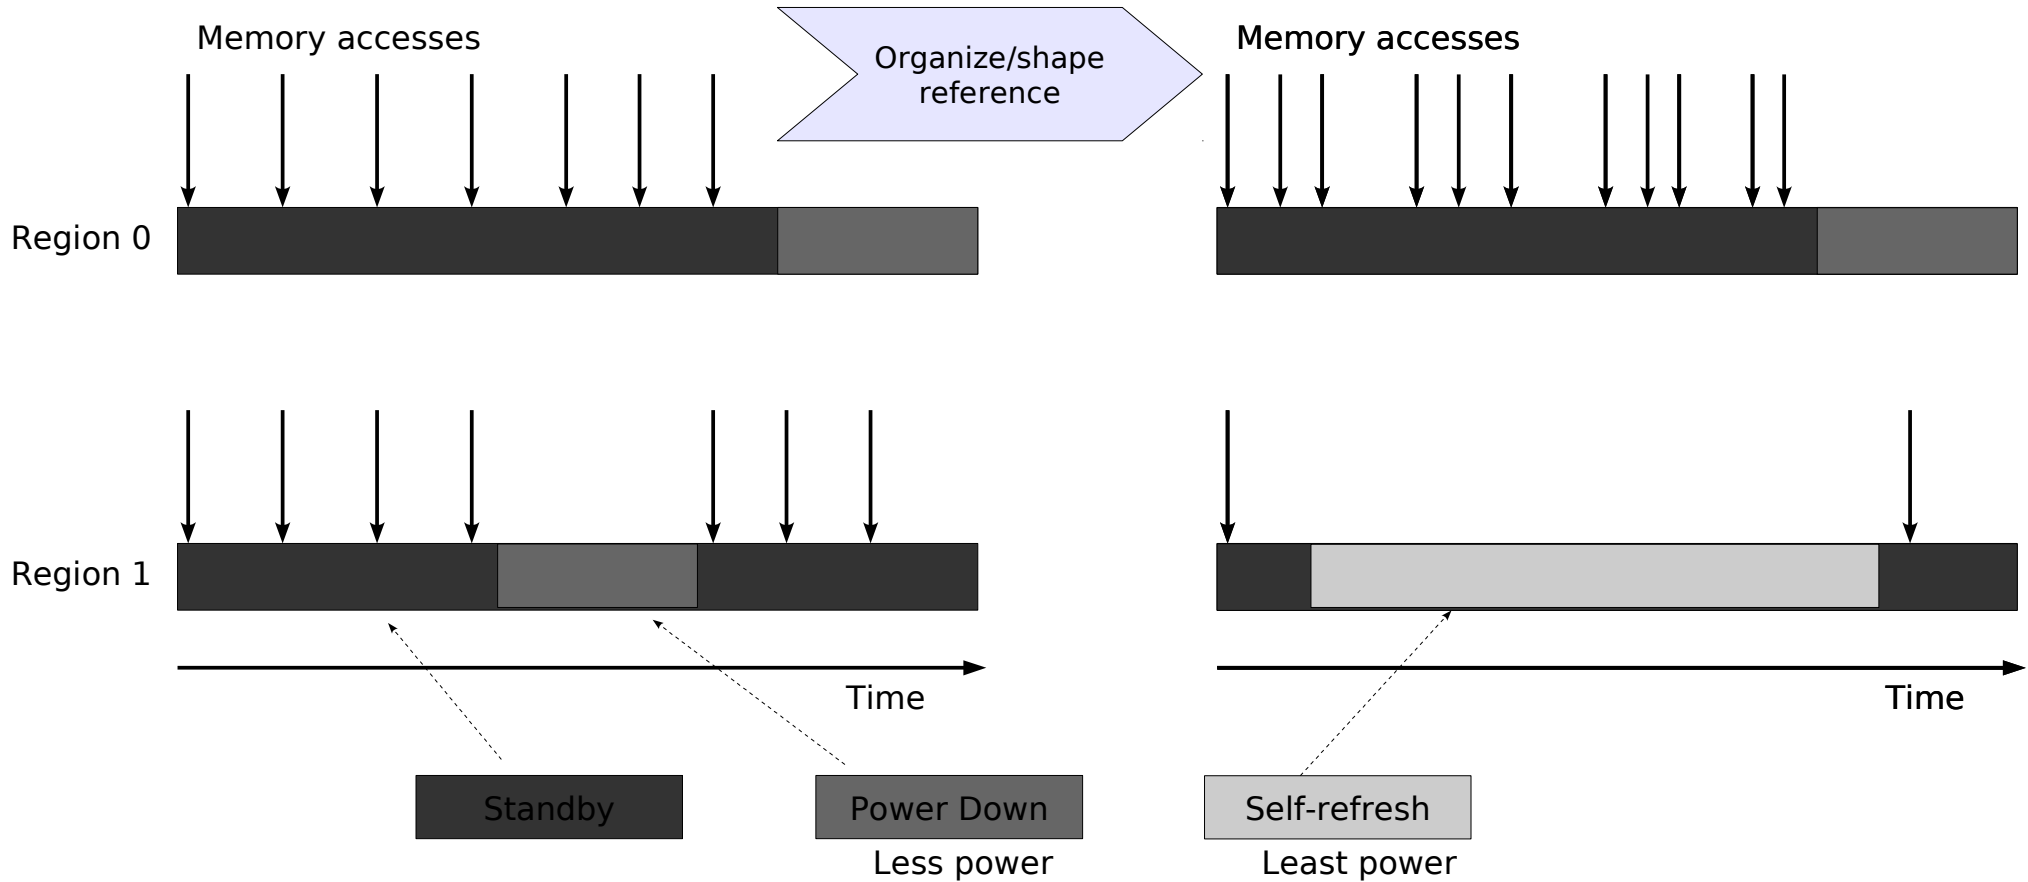 Memory accesses
Organize/shape
reference
Memory accesses
Region 0
Region 1
Time
Time
Standby
Power Down
Self-refresh
Less power
Least power